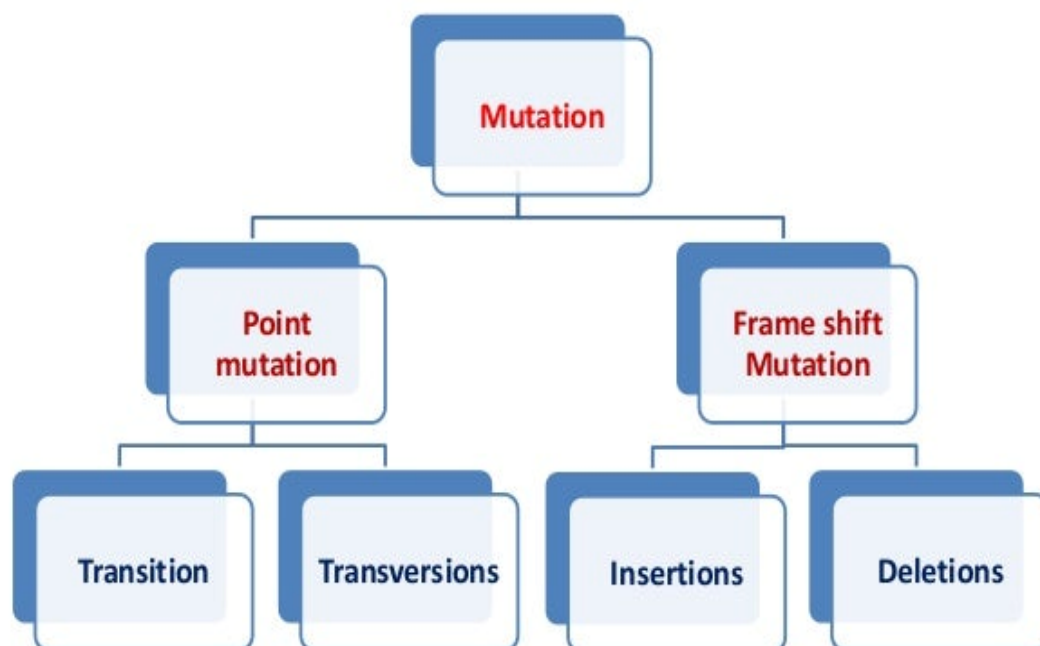 Mutation
Point
mutation
Frame shift
Mutation
Transition
Transversions
Insertions
Deletions